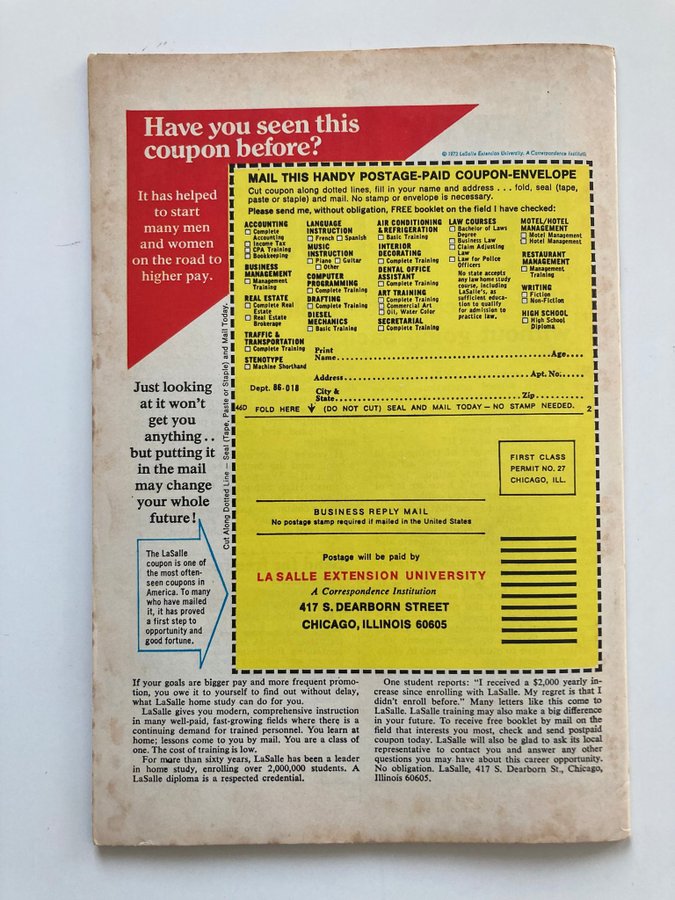 Have you seen this
coupon before?
© 1973 LaSalle Extension University. A Correspondence Institution
It has helped
to start
many men
and women
on the road to
higher pay.
Just looking
at it won't
get you
anything..
but putting it
in the mail
may change
your whole
future!
The LaSalle
coupon is one of
the most often-
seen coupons in
America. To many
who have mailed
it, it has proved
a first step to
opportunity and
good fortune.
Cut Along Dotted Line — Seal (Tape, Paste or Staple) and Mail Today.
MAIL THIS HANDY POSTAGE-PAID COUPON-ENVELOPE
Cut coupon along dotted lines, fill in your name and address . . . fold, seal (tape,
paste or staple) and mail. No stamp or envelope is necessary.
Please send me, without obligation, FREE booklet on the field I have checked:
ACCOUNTING
Complete
Accounting
Income Tax
CPA Training
Bookkeeping
BUSINESS
MANAGEMENT
Management
Training
REAL ESTATE
Complete Real
Estate
Real Estate
Brokerage
TRAFFIC &
TRANSPORTATION
Complete Training
STENOTYPE
Machine Shorthand
LANGUAGE
INSTRUCTION
French Spanish
MUSIC
INSTRUCTION
Piano Guitar
Other
COMPUTER
PROGRAMMING
Complete Training
DRAFTING
Complete Training
DIESEL
MECHANICS
Basic Training
AIR CONDITIONING
& REFRIGERATION
Basic Training
INTERIOR
DECORATING
Complete Training
DENTAL OFFICE
ASSISTANT
Complete Training
ART TRAINING
Complete Training
Commercial Art
Oil, Water Color
SECRETARIAL
Complete Training
LAW COURSES
Bachelor of Laws
Degree
Business Law
Claim Adjusting
Law
Law for Police
Officers
No state accepts
any law home study
course, including
LaSalle's, as
sufficient educa-
tion to qualify
for admission to
practice law.
MOTEL/HOTEL
MANAGEMENT
Motel Management
Hotel Management
RESTAURANT
MANAGEMENT
Management
Training
WRITING
Fiction
Non-Fiction
HIGH SCHOOL
High School
Diploma
Print
Name Age
Address Apt. No.
Dept. 86-018
City &
State Zip
46D FOLD HERE (DO NOT CUT) SEAL AND MAIL TODAY — NO STAMP NEEDED. 2
FIRST CLASS
PERMIT NO. 27
CHICAGO, ILL.
BUSINESS REPLY MAIL
No postage stamp required if mailed in the United States
Postage will be paid by
LA SALLE EXTENSION UNIVERSITY
A Correspondence Institution
417 S. DEARBORN STREET
CHICAGO, ILLINOIS 60605
If your goals are bigger pay and more frequent promo-
tion, you owe it to yourself to find out without delay,
what LaSalle home study can do for you.
LaSalle gives you modern, comprehensive instruction
in many well-paid, fast-growing fields where there is a
continuing demand for trained personnel. You learn at
home; lessons come to you by mail. You are a class of
one. The cost of training is low.
For more than sixty years, LaSalle has been a leader
in home study, enrolling over 2,000,000 students. A
LaSalle diploma is a respected credential.
One student reports: "I received a $2,000 yearly in-
crease since enrolling with LaSalle. My regret is that I
didn't enroll before." Many letters like this come to
LaSalle. LaSalle training may also make a big difference
in your future. To receive free booklet by mail on the
field that interests you most, check and send postpaid
coupon today. LaSalle will also be glad to ask its local
representative to contact you and answer any other
questions you may have about this career opportunity.
No obligation. LaSalle, 417 S. Dearborn St., Chicago,
Illinois 60605.